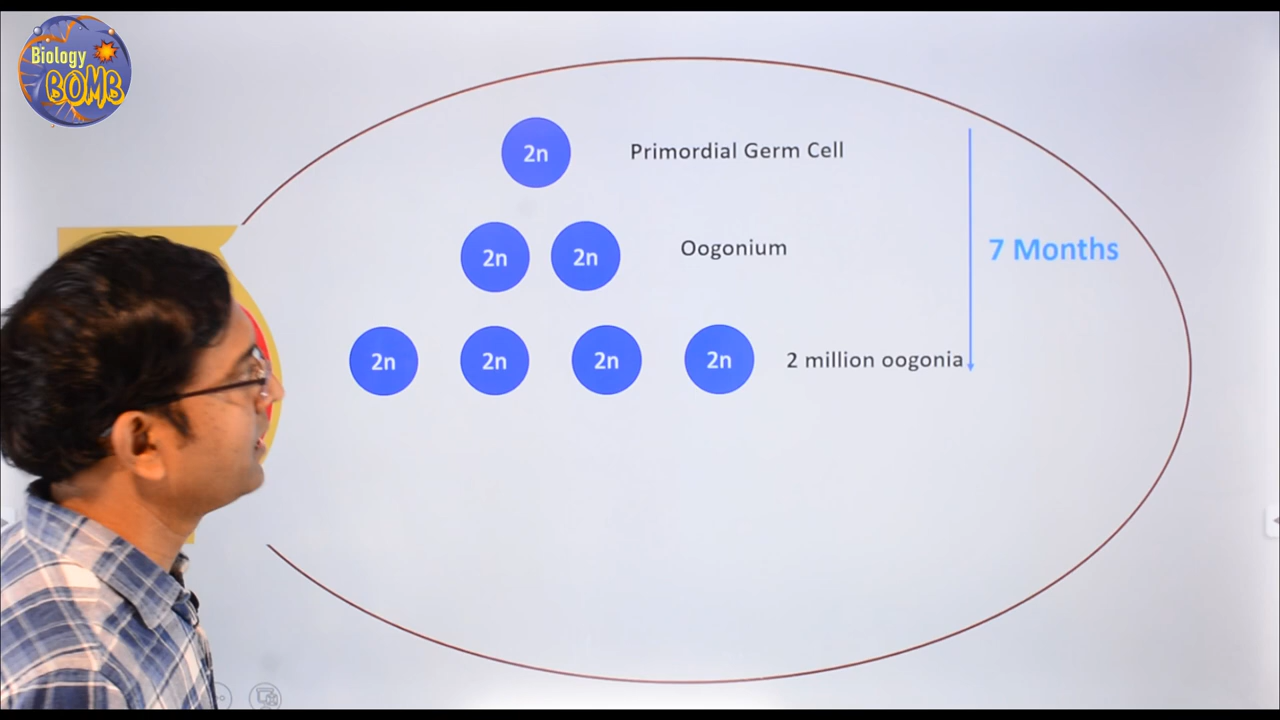 Biology
BOMB
2n
Primordial Germ Cell
2n 2n
Oogonium
7 Months
2n 2n 2n 2n
2 million oogonia